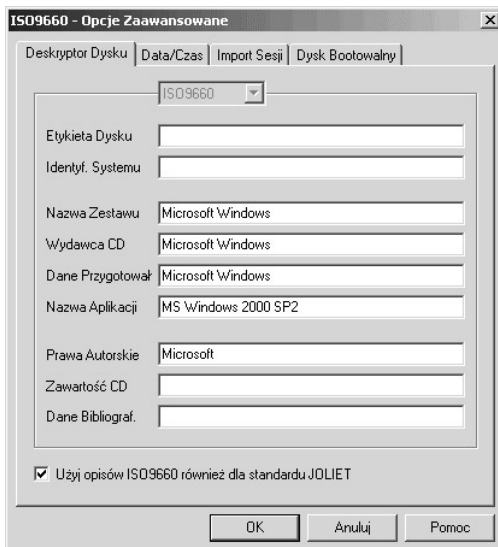 ISO9660 - Opcje Zaawansowane
Deskryptor Dysku Data/Czas Import Sesji Dysk Bootowalny
ISO9660
Etykieta Dysku
Identyf. Systemu
Nazwa Zestawu Microsoft Windows
Wydawca CD Microsoft Windows
Dane Przygotował Microsoft Windows
Nazwa Aplikacji MS Windows 2000 SP2
Prawa Autorskie Microsoft
Zawartość CD
Dane Bibliograf.
Użyj opisów ISO9660 również dla standardu JOLIET
OK Anuluj Pomoc